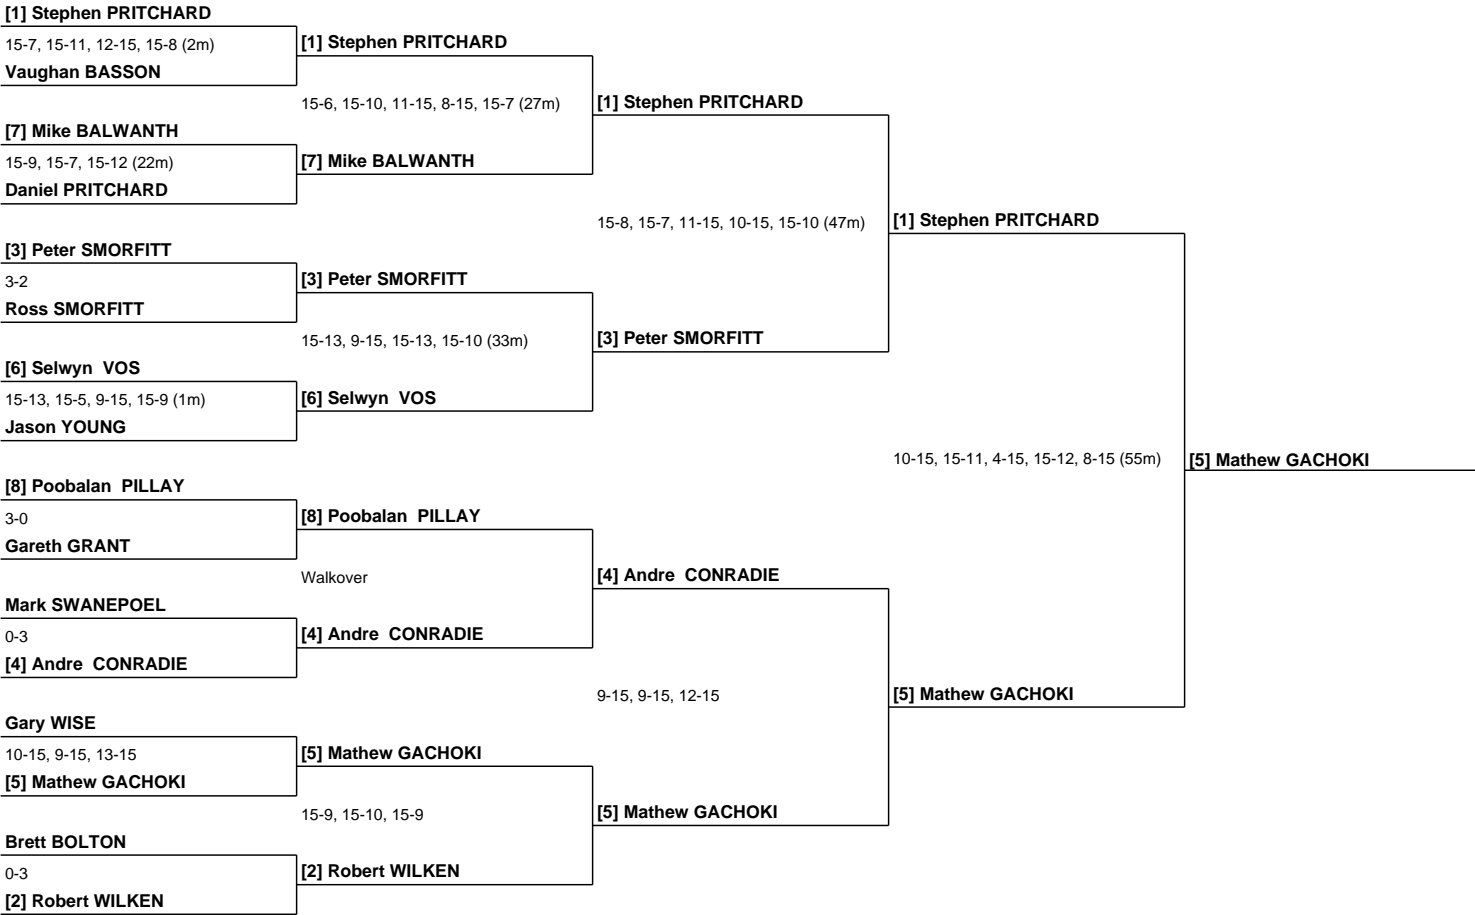 [1] Stephen PRITCHARD
15-7, 15-11, 12-15, 15-8 (2m)
Vaughan BASSON
[7] Mike BALWANTH
15-9, 15-7, 15-12 (22m)
Daniel PRITCHARD
[3] Peter SMORFITT
3-2
Ross SMORFITT
[6] Selwyn VOS
15-13, 15-5, 9-15, 15-9 (1m)
Jason YOUNG
[8] Poobalan PILLAY
3-0
Gareth GRANT
Mark SWANEPOEL
0-3
[4] Andre CONRADIE
Gary WISE
10-15, 9-15, 13-15
[5] Mathew GACHOKI
Brett BOLTON
0-3
[2] Robert WILKEN
[1] Stephen PRITCHARD
15-6, 15-10, 11-15, 8-15, 15-7 (27m)
[7] Mike BALWANTH
[3] Peter SMORFITT
15-13, 9-15, 15-13, 15-10 (33m)
[6] Selwyn VOS
[8] Poobalan PILLAY
Walkover
[4] Andre CONRADIE
[5] Mathew GACHOKI
15-9, 15-10, 15-9
[2] Robert WILKEN
[1] Stephen PRITCHARD
15-8, 15-7, 11-15, 10-15, 15-10 (47m)
[3] Peter SMORFITT
[4] Andre CONRADIE
9-15, 9-15, 12-15
[5] Mathew GACHOKI
[1] Stephen PRITCHARD
10-15, 15-11, 4-15, 15-12, 8-15 (55m)
[5] Mathew GACHOKI
[5] Mathew GACHOKI